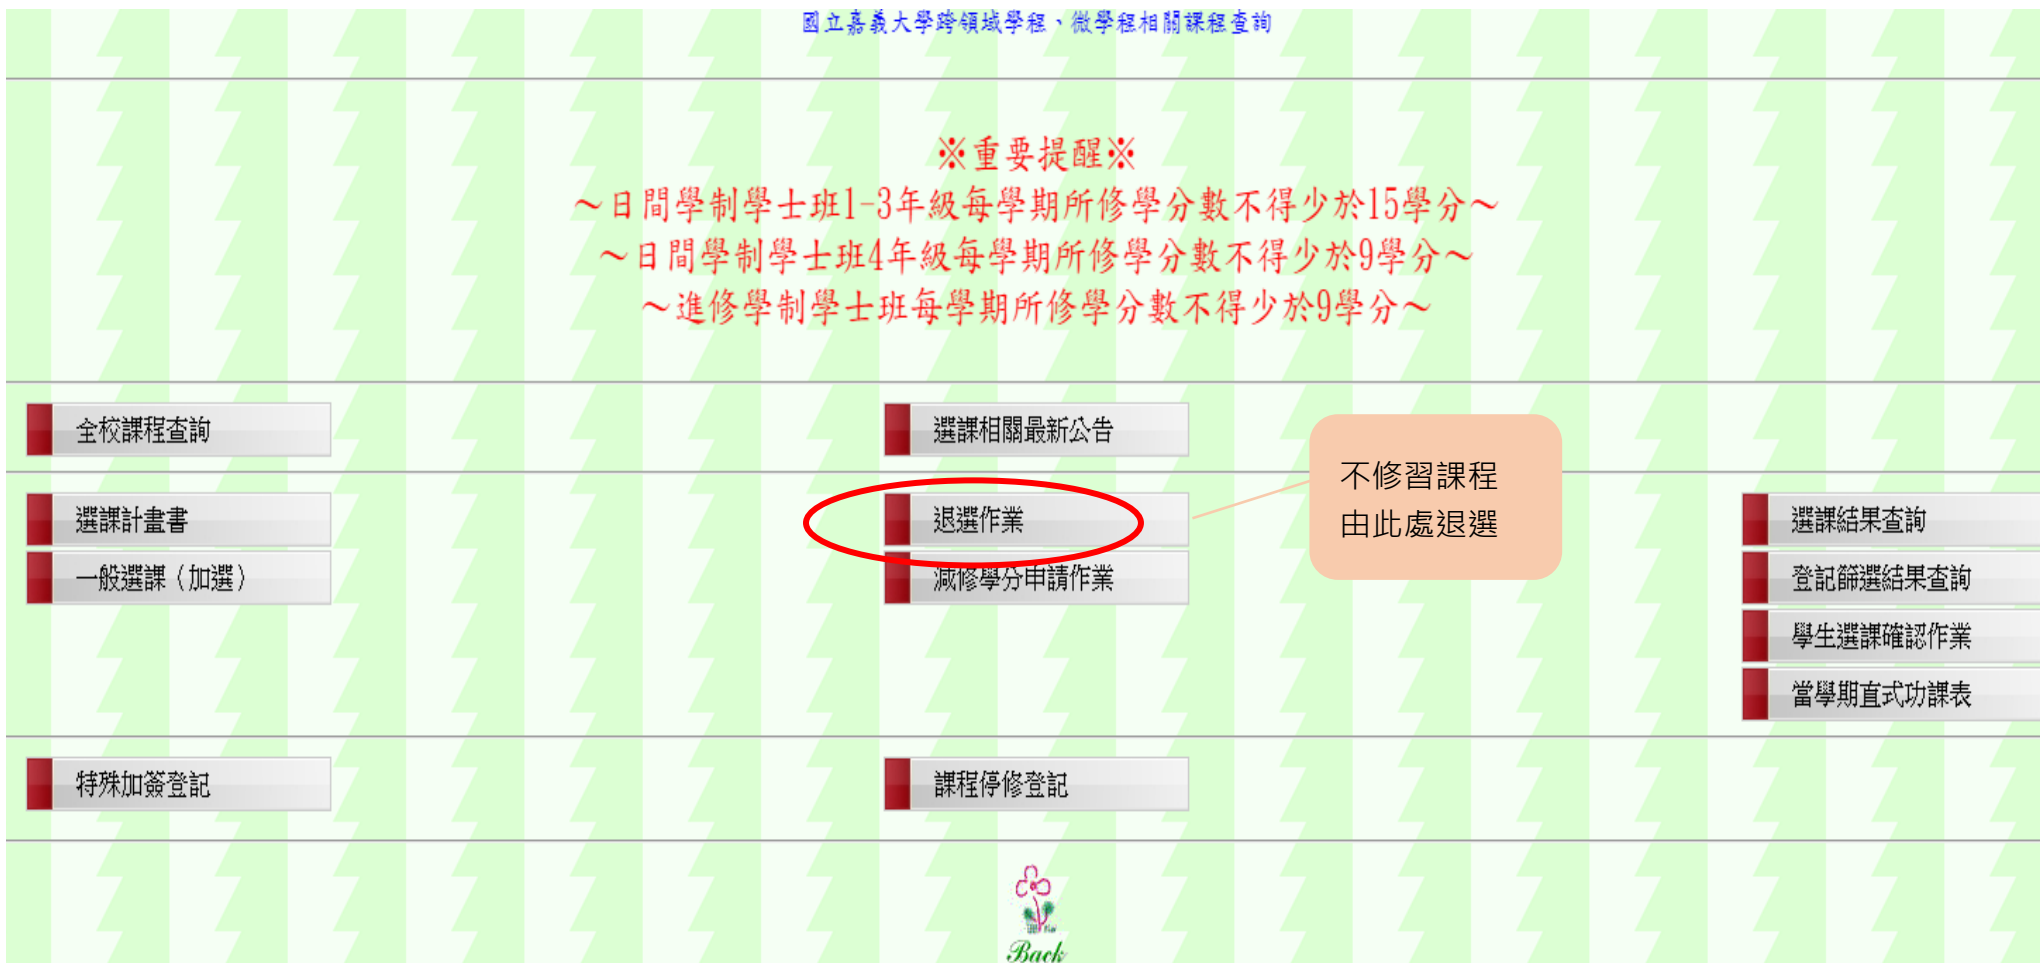 國立嘉義大學跨領域學程、微學程相關課程查詢
※重要提醒※
～日間學制學士班1-3年級每學期所修學分數不得少於15學分～
～日間學制學士班4年級每學期所修學分數不得少於9學分～
～進修學制學士班每學期所修學分數不得少於9學分～
全校課程查詢
選課相關最新公告
不修習課程
由此處退選
選課計畫書
退選作業
選課結果查詢
一般選課（加選）
減修學分申請作業
登記篩選結果查詢
學生選課確認作業
當學期直式功課表
特殊加簽登記
課程停修登記
Back